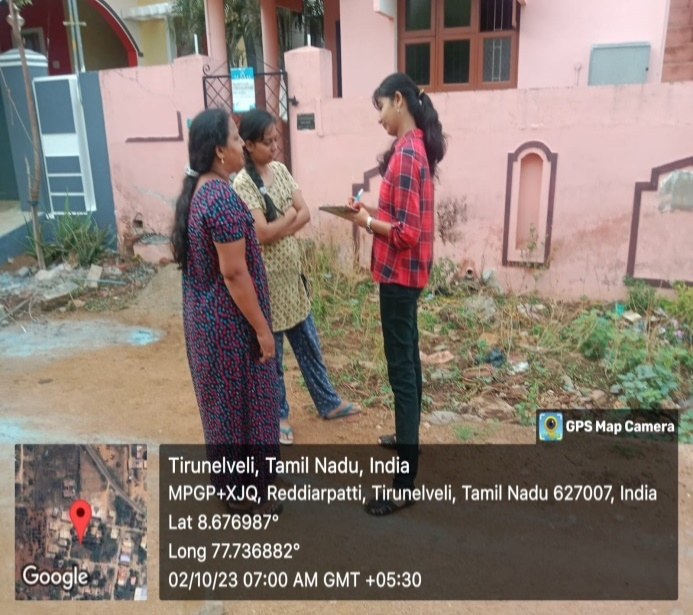 GPS Map Camera
Tirunelveli, Tamil Nadu, India
MPGP+XJQ, Reddiarpatti, Tirunelveli, Tamil Nadu 627007, India
Lat 8.676987°
Long 77.736882°
02/10/23 07:00 AM GMT +05:30
Google